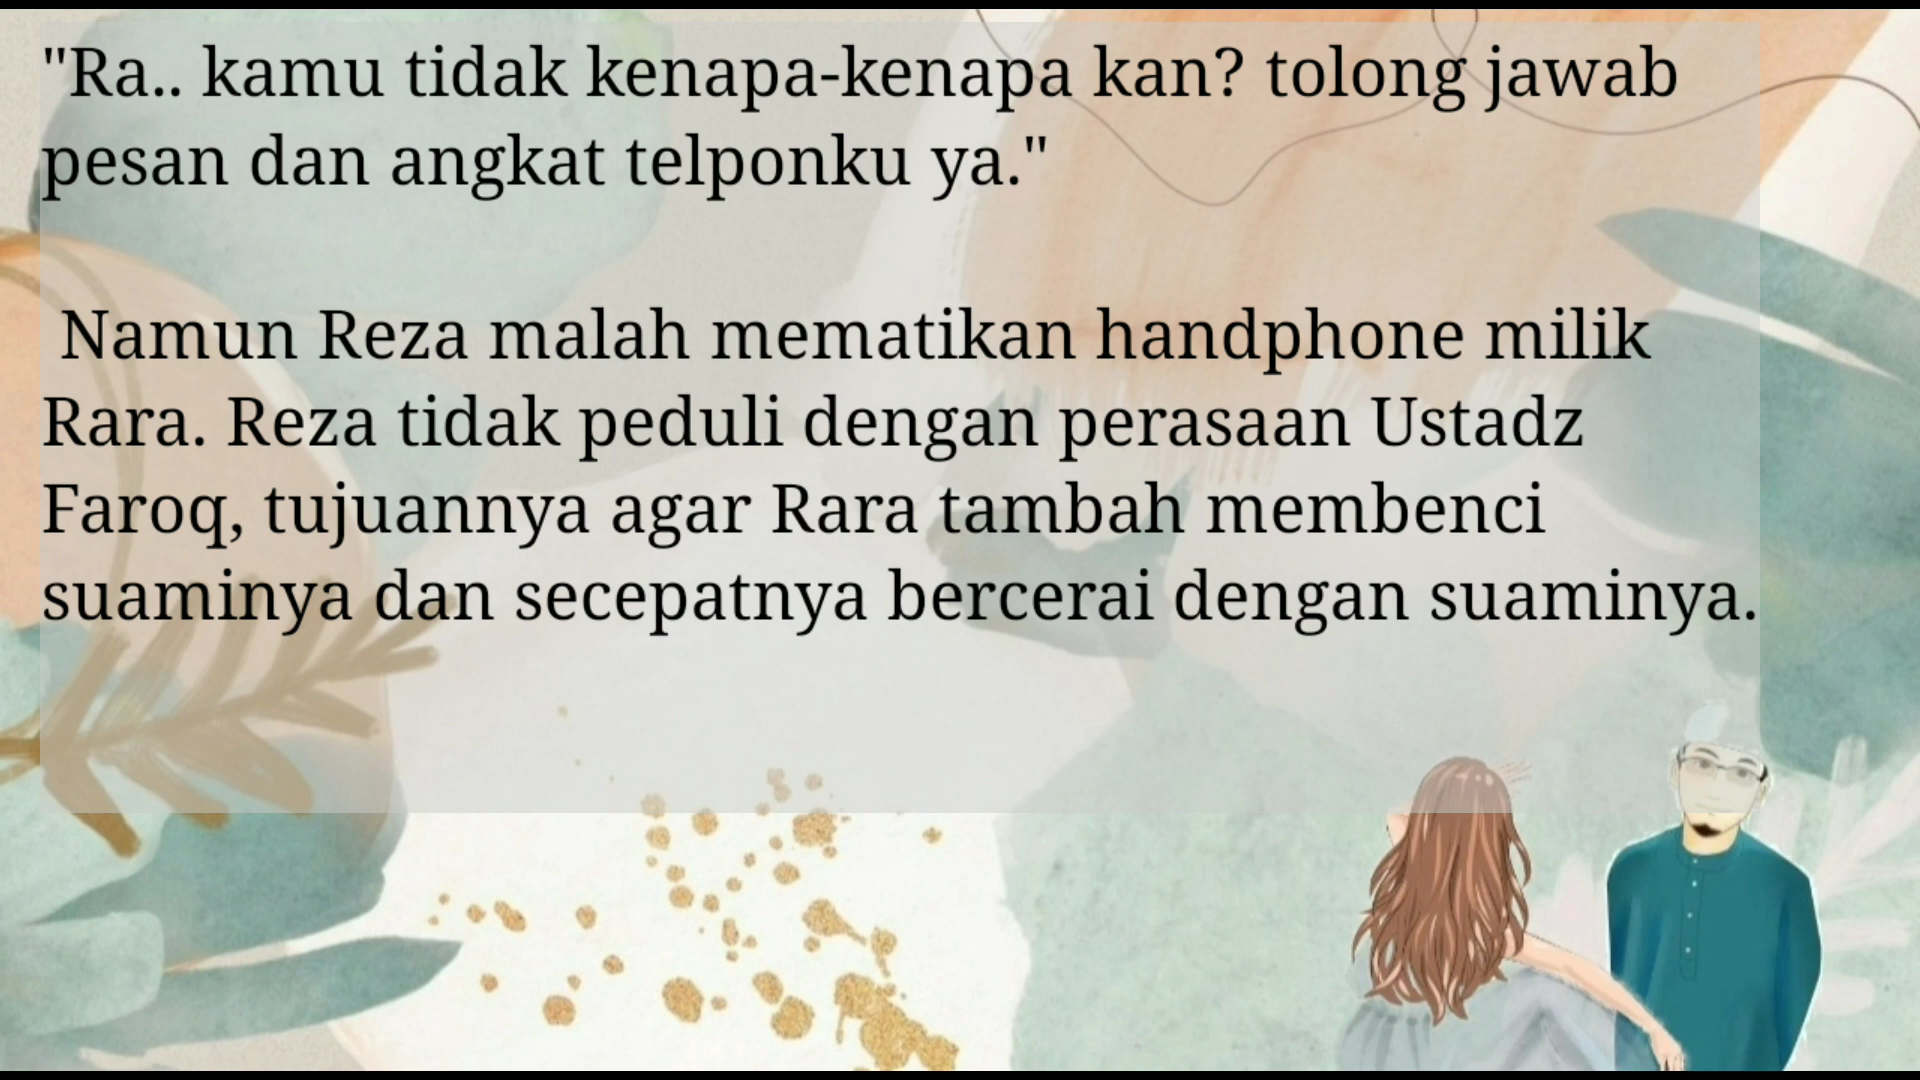 "Ra.. kamu tidak kenapa-kenapa kan? tolong jawab
pesan dan angkat telponku ya."
Namun Reza malah mematikan handphone milik
Rara. Reza tidak peduli dengan perasaan Ustadz
Faroq, tujuannya agar Rara tambah membenci
suaminya dan secepatnya bercerai dengan suaminya.